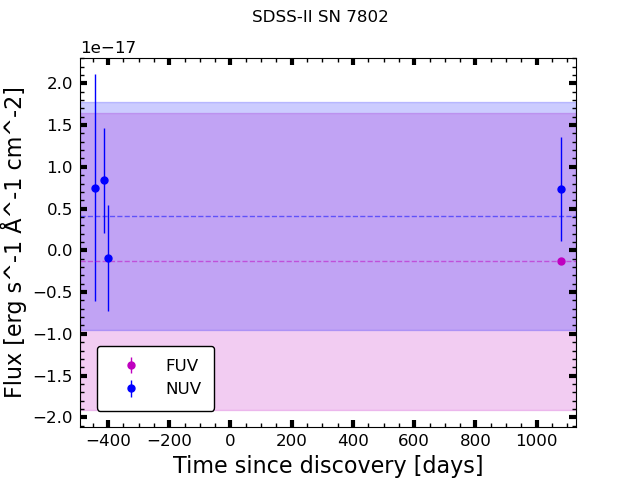 SDSS-II SN 7802
1e−17
2.0
1.5
1.0
0.5
0.0
−0.5
−1.0
−1.5
−2.0
Flux [erg s^-1 Å^-1 cm^-2]
FUV
NUV
−400 −200 0 200 400 600 800 1000
Time since discovery [days]